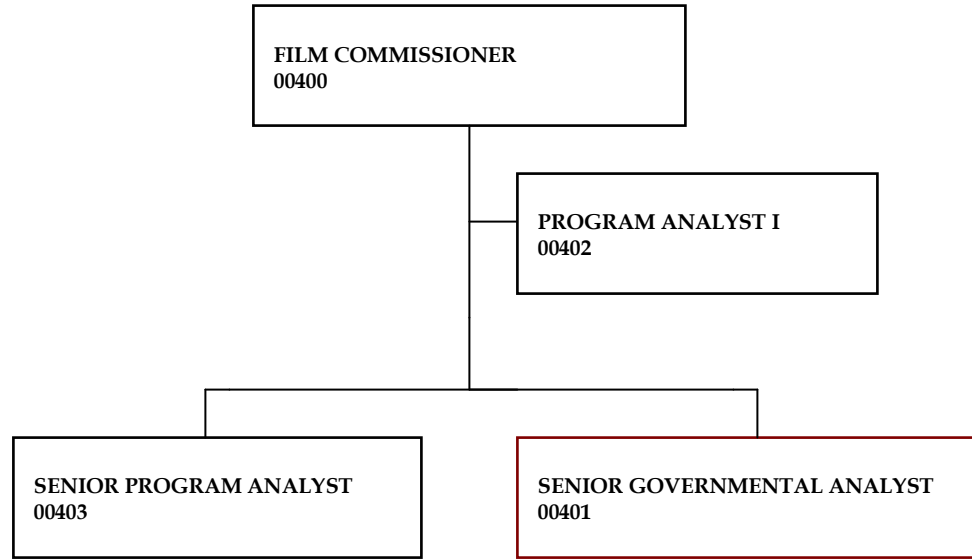 FILM COMMISSIONER
00400
PROGRAM ANALYST I
00402
SENIOR PROGRAM ANALYST
00403
SENIOR GOVERNMENTAL ANALYST
00401